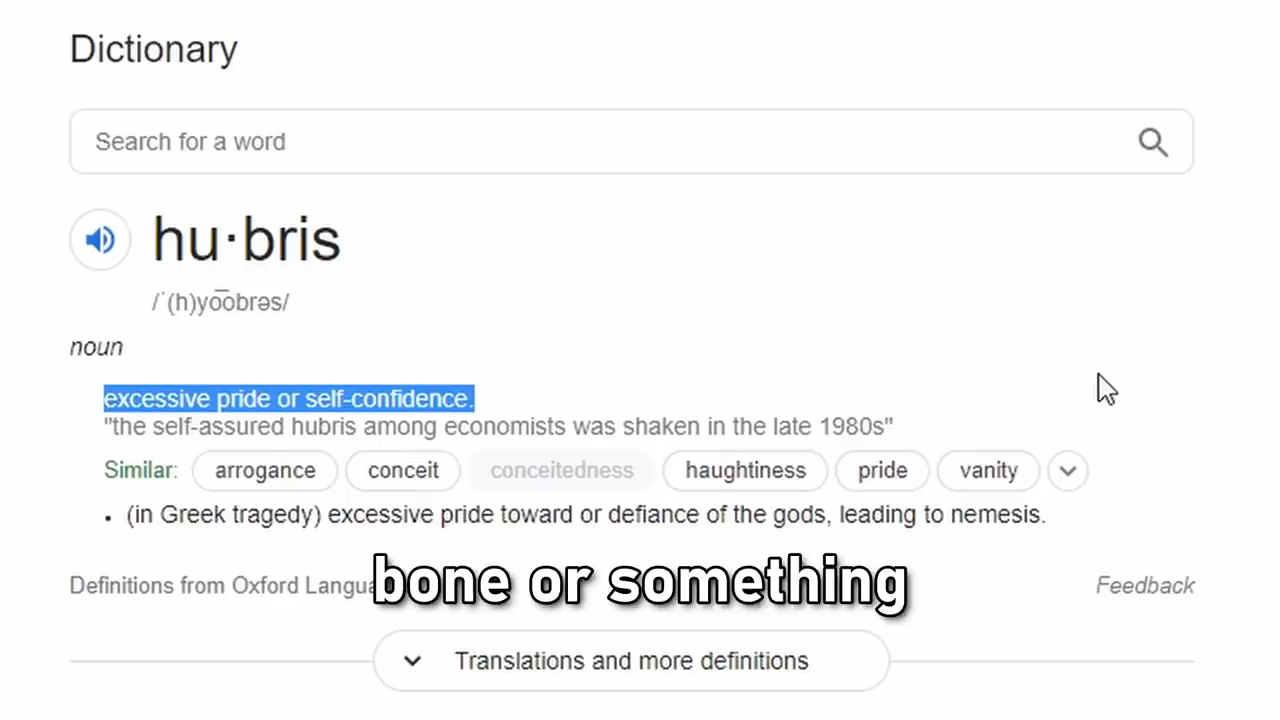 Dictionary
Search for a word
hu·bris
/ˈ(h)yo͞obrəs/
noun
excessive pride or self-confidence.
"the self-assured hubris among economists was shaken in the late 1980s"
Similar: arrogance conceit conceitedness haughtiness pride vanity
• (in Greek tragedy) excessive pride toward or defiance of the gods, leading to nemesis.
Definitions from Oxford Langua
bone or something
Feedback
Translations and more definitions